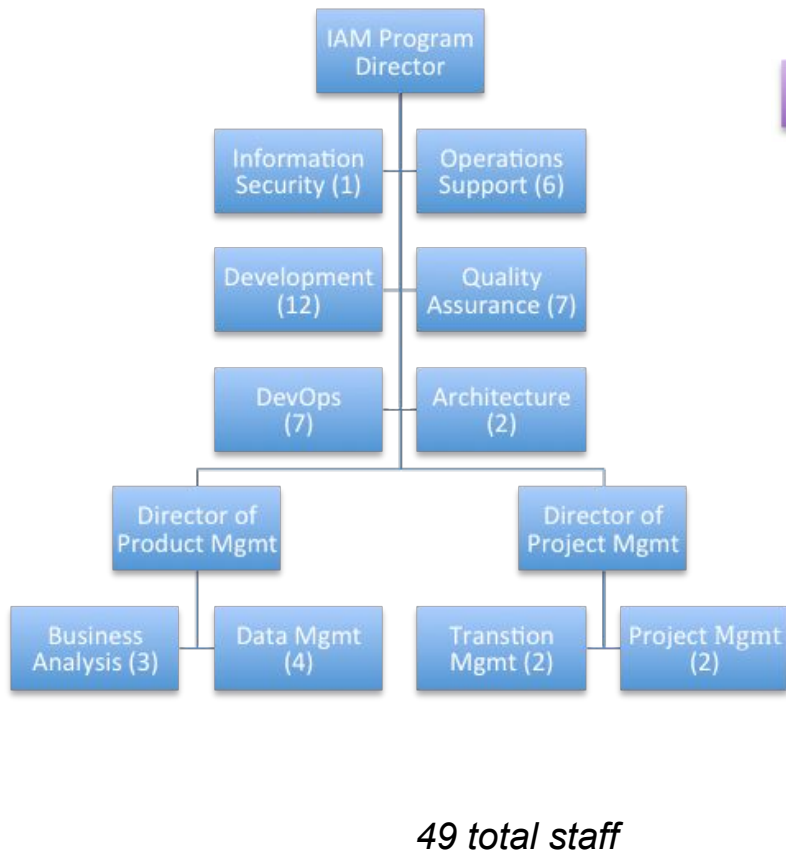 IAM Program
Director
Information
Security (1)
Operations
Support (6)
Development
(12)
Quality
Assurance (7)
DevOps
(7)
Architecture
(2)
Director of
Product Mgmt
Director of
Project Mgmt
Business
Analysis (3)
Data Mgmt
(4)
Transtion
Mgmt (2)
Project Mgmt
(2)
49 total staff